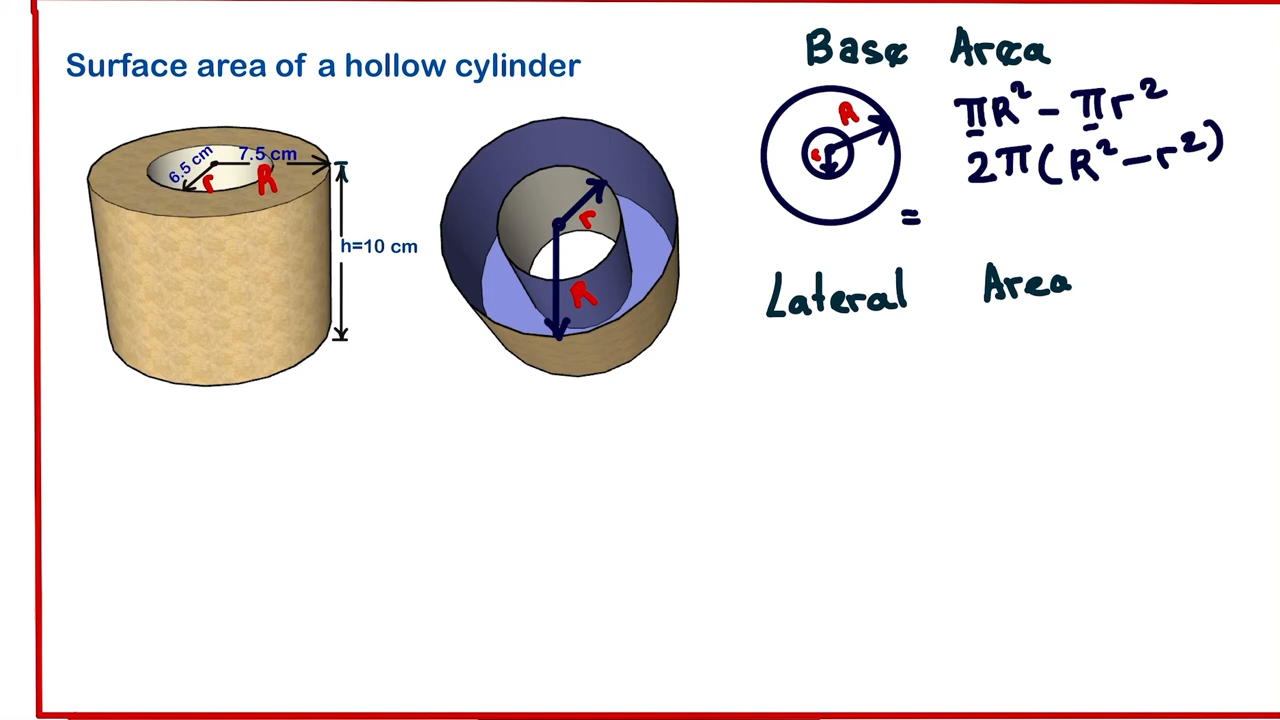 Surface area of a hollow cylinder
6.5 cm
7.5 cm
r
R
h=10 cm
r
R
Base Area
R
r
πR² - πr²
2π(R² - r²)
=
Lateral Area